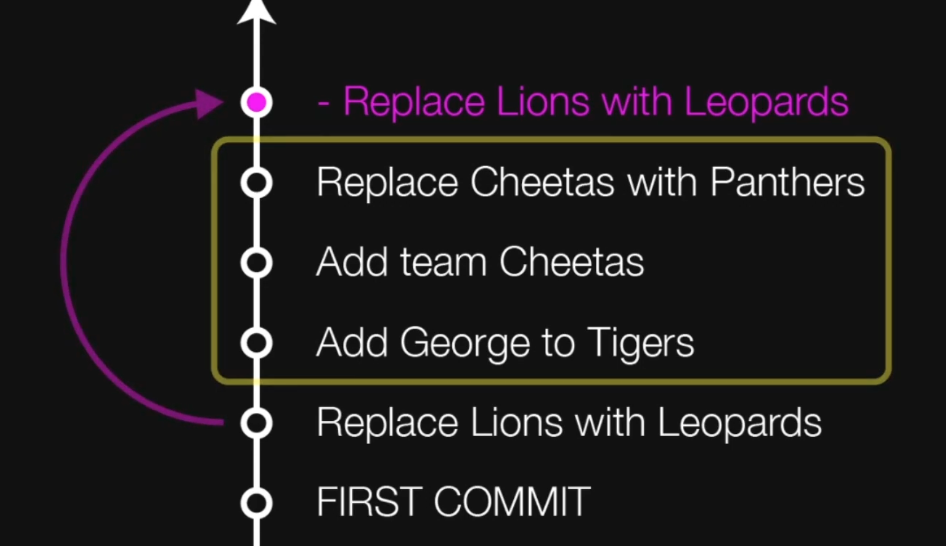 - Replace Lions with Leopards
Replace Cheetas with Panthers
Add team Cheetas
Add George to Tigers
Replace Lions with Leopards
FIRST COMMIT